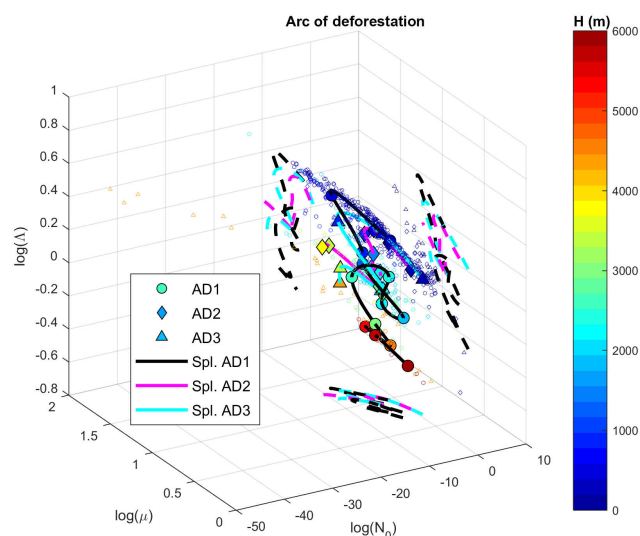 Arc of deforestation
H (m)
log(Λ)
1
0.8
0.6
0.4
0.2
0
-0.2
-0.4
-0.6
-0.8
2
1.5
1
0.5
0
log(μ)
-50
-40
-30
-20
-10
0
10
log(N₀)
AD1
AD2
AD3
Spl. AD1
Spl. AD2
Spl. AD3
6000
5000
4000
3000
2000
1000
0